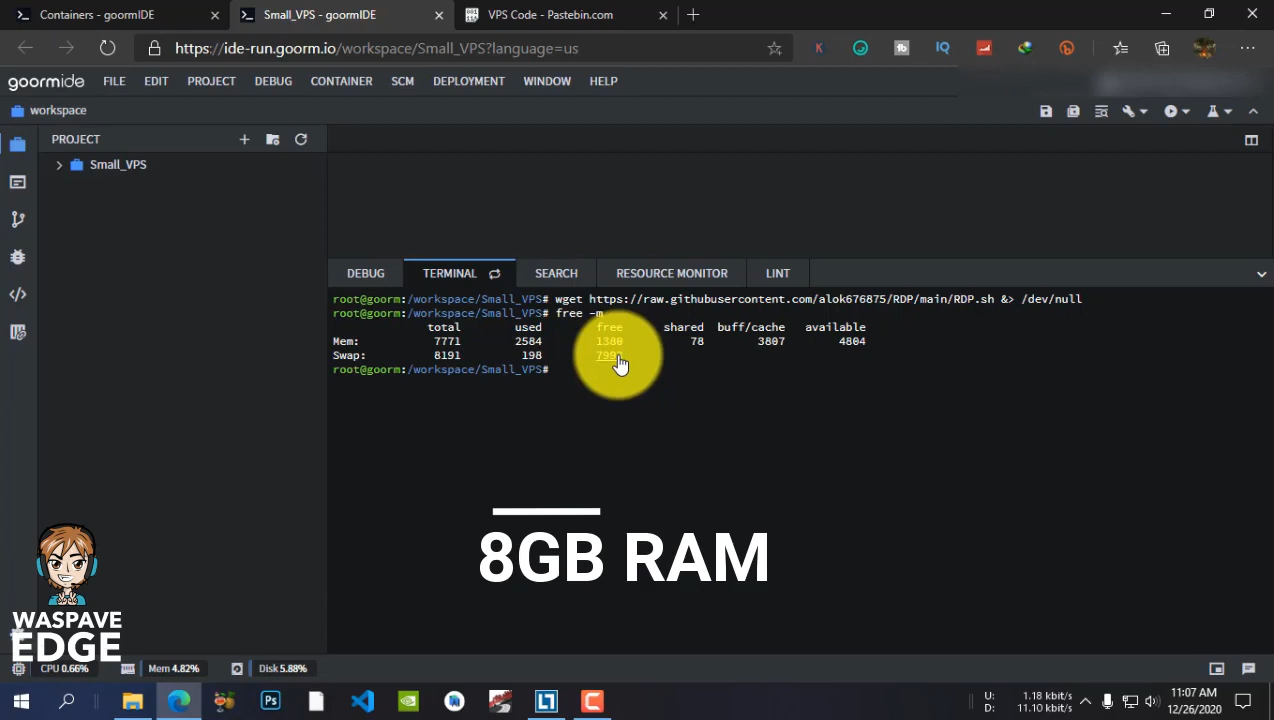 Containers - goormIDE
Small_VPS - goormIDE
VPS Code - Pastebin.com
https://ide-run.goorm.io/workspace/Small_VPS?language=us
goormide FILE EDIT PROJECT DEBUG CONTAINER SCM DEPLOYMENT WINDOW HELP
workspace
PROJECT
Small_VPS
DEBUG TERMINAL SEARCH RESOURCE MONITOR LINT
root@goorm:/workspace/Small_VPS# wget https://raw.githubusercontent.com/alok676875/RDP/main/RDP.sh &> /dev/null
root@goorm:/workspace/Small_VPS# free -m
total used free shared buff/cache available
Mem: 7771 2584 1380 78 3807 4804
Swap: 8191 198
root@goorm:/workspace/Small_VPS#
8GB RAM
WASPAVE
EDGE
CPU 0.66% Mem 4.82% Disk 5.88%
U: 1.18 kbit/s
D: 11.10 kbit/s
11:07 AM
12/26/2020